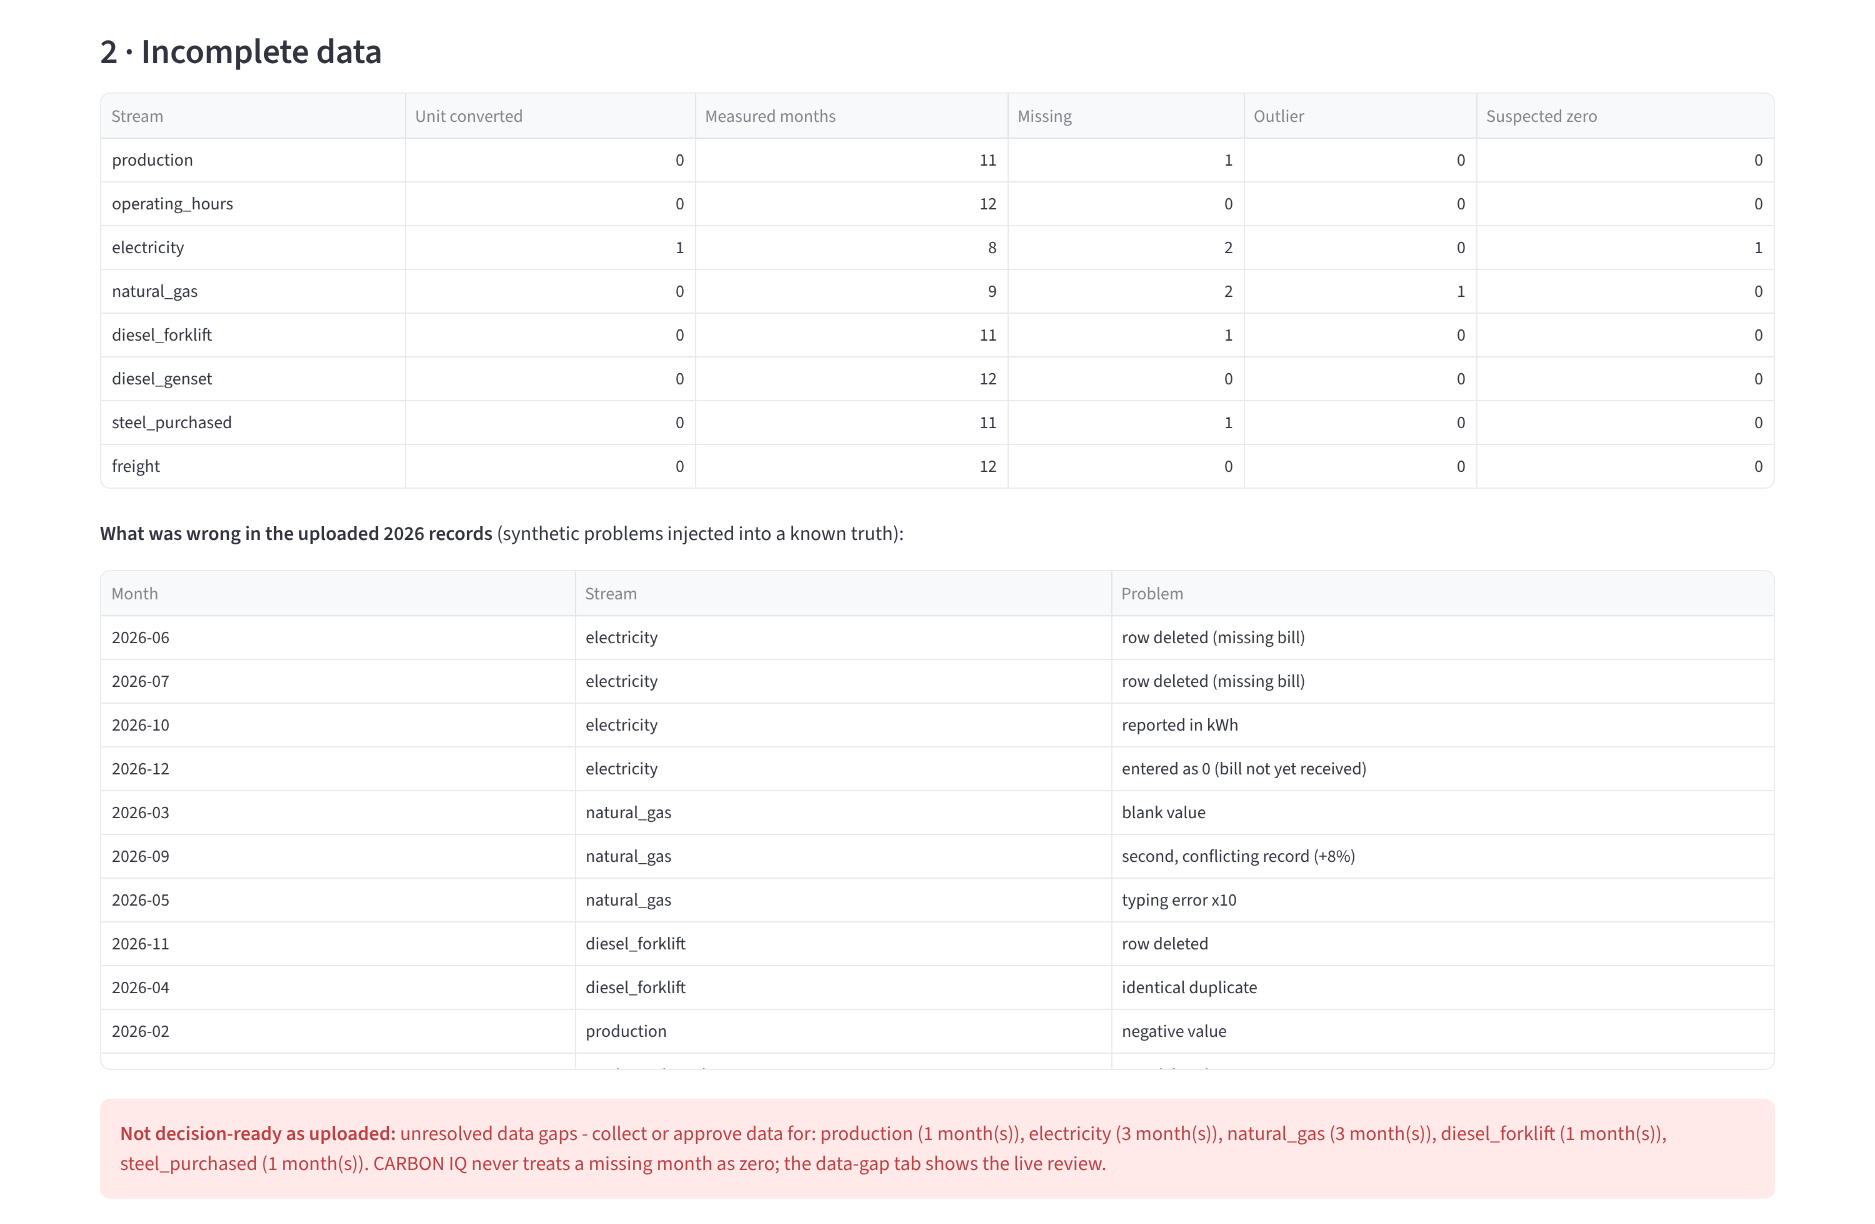 2 · Incomplete data
Stream Unit converted Measured months Missing Outlier Suspected zero
production 0 11 1 0 0
operating_hours 0 12 0 0 0
electricity 1 8 2 0 1
natural_gas 0 9 2 1 0
diesel_forklift 0 11 1 0 0
diesel_genset 0 12 0 0 0
steel_purchased 0 11 1 0 0
freight 0 12 0 0 0
What was wrong in the uploaded 2026 records (synthetic problems injected into a known truth):
Month Stream Problem
2026-06 electricity row deleted (missing bill)
2026-07 electricity row deleted (missing bill)
2026-10 electricity reported in kWh
2026-12 electricity entered as 0 (bill not yet received)
2026-03 natural_gas blank value
2026-09 natural_gas second, conflicting record (+8%)
2026-05 natural_gas typing error x10
2026-11 diesel_forklift row deleted
2026-04 diesel_forklift identical duplicate
2026-02 production negative value
Not decision-ready as uploaded: unresolved data gaps - collect or approve data for: production (1 month(s)), electricity (3 month(s)), natural_gas (3 month(s)), diesel_forklift (1 month(s)),
steel_purchased (1 month(s)). CARBON IQ never treats a missing month as zero; the data-gap tab shows the live review.